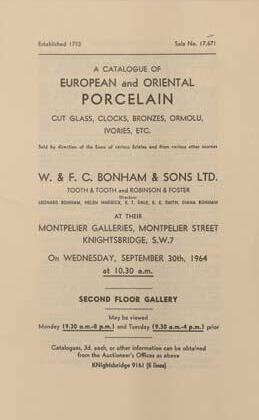 Established 1793
Sale No. 17,671
A CATALOGUE OF
EUROPEAN and ORIENTAL
PORCELAIN
CUT GLASS, CLOCKS, BRONZES, ORMOLU,
IVORIES, ETC.
Sold by direction of the Exors of various Estates and from various other sources
W. & F. C. BONHAM & SONS LTD.
TOOTH & TOOTH and ROBINSON & FOSTER
Directors:
LEONARD BONHAM, HELEN MADDICK, E. T. DALE, E. E. SMITH, DIANA BONHAM
AT THEIR
MONTPELIER GALLERIES, MONTPELIER STREET
KNIGHTSBRIDGE, S.W.7
On WEDNESDAY, SEPTEMBER 30th, 1964
at 10.30 a.m.
SECOND FLOOR GALLERY
May be viewed
Monday (9.30 a.m.-8 p.m.) and Tuesday (9.30 a.m.-4 p.m.) prior
Catalogues, 3d. each, or other information can be obtained
from the Auctioneer's Offices as above
KNightsbridge 9161 (5 lines)